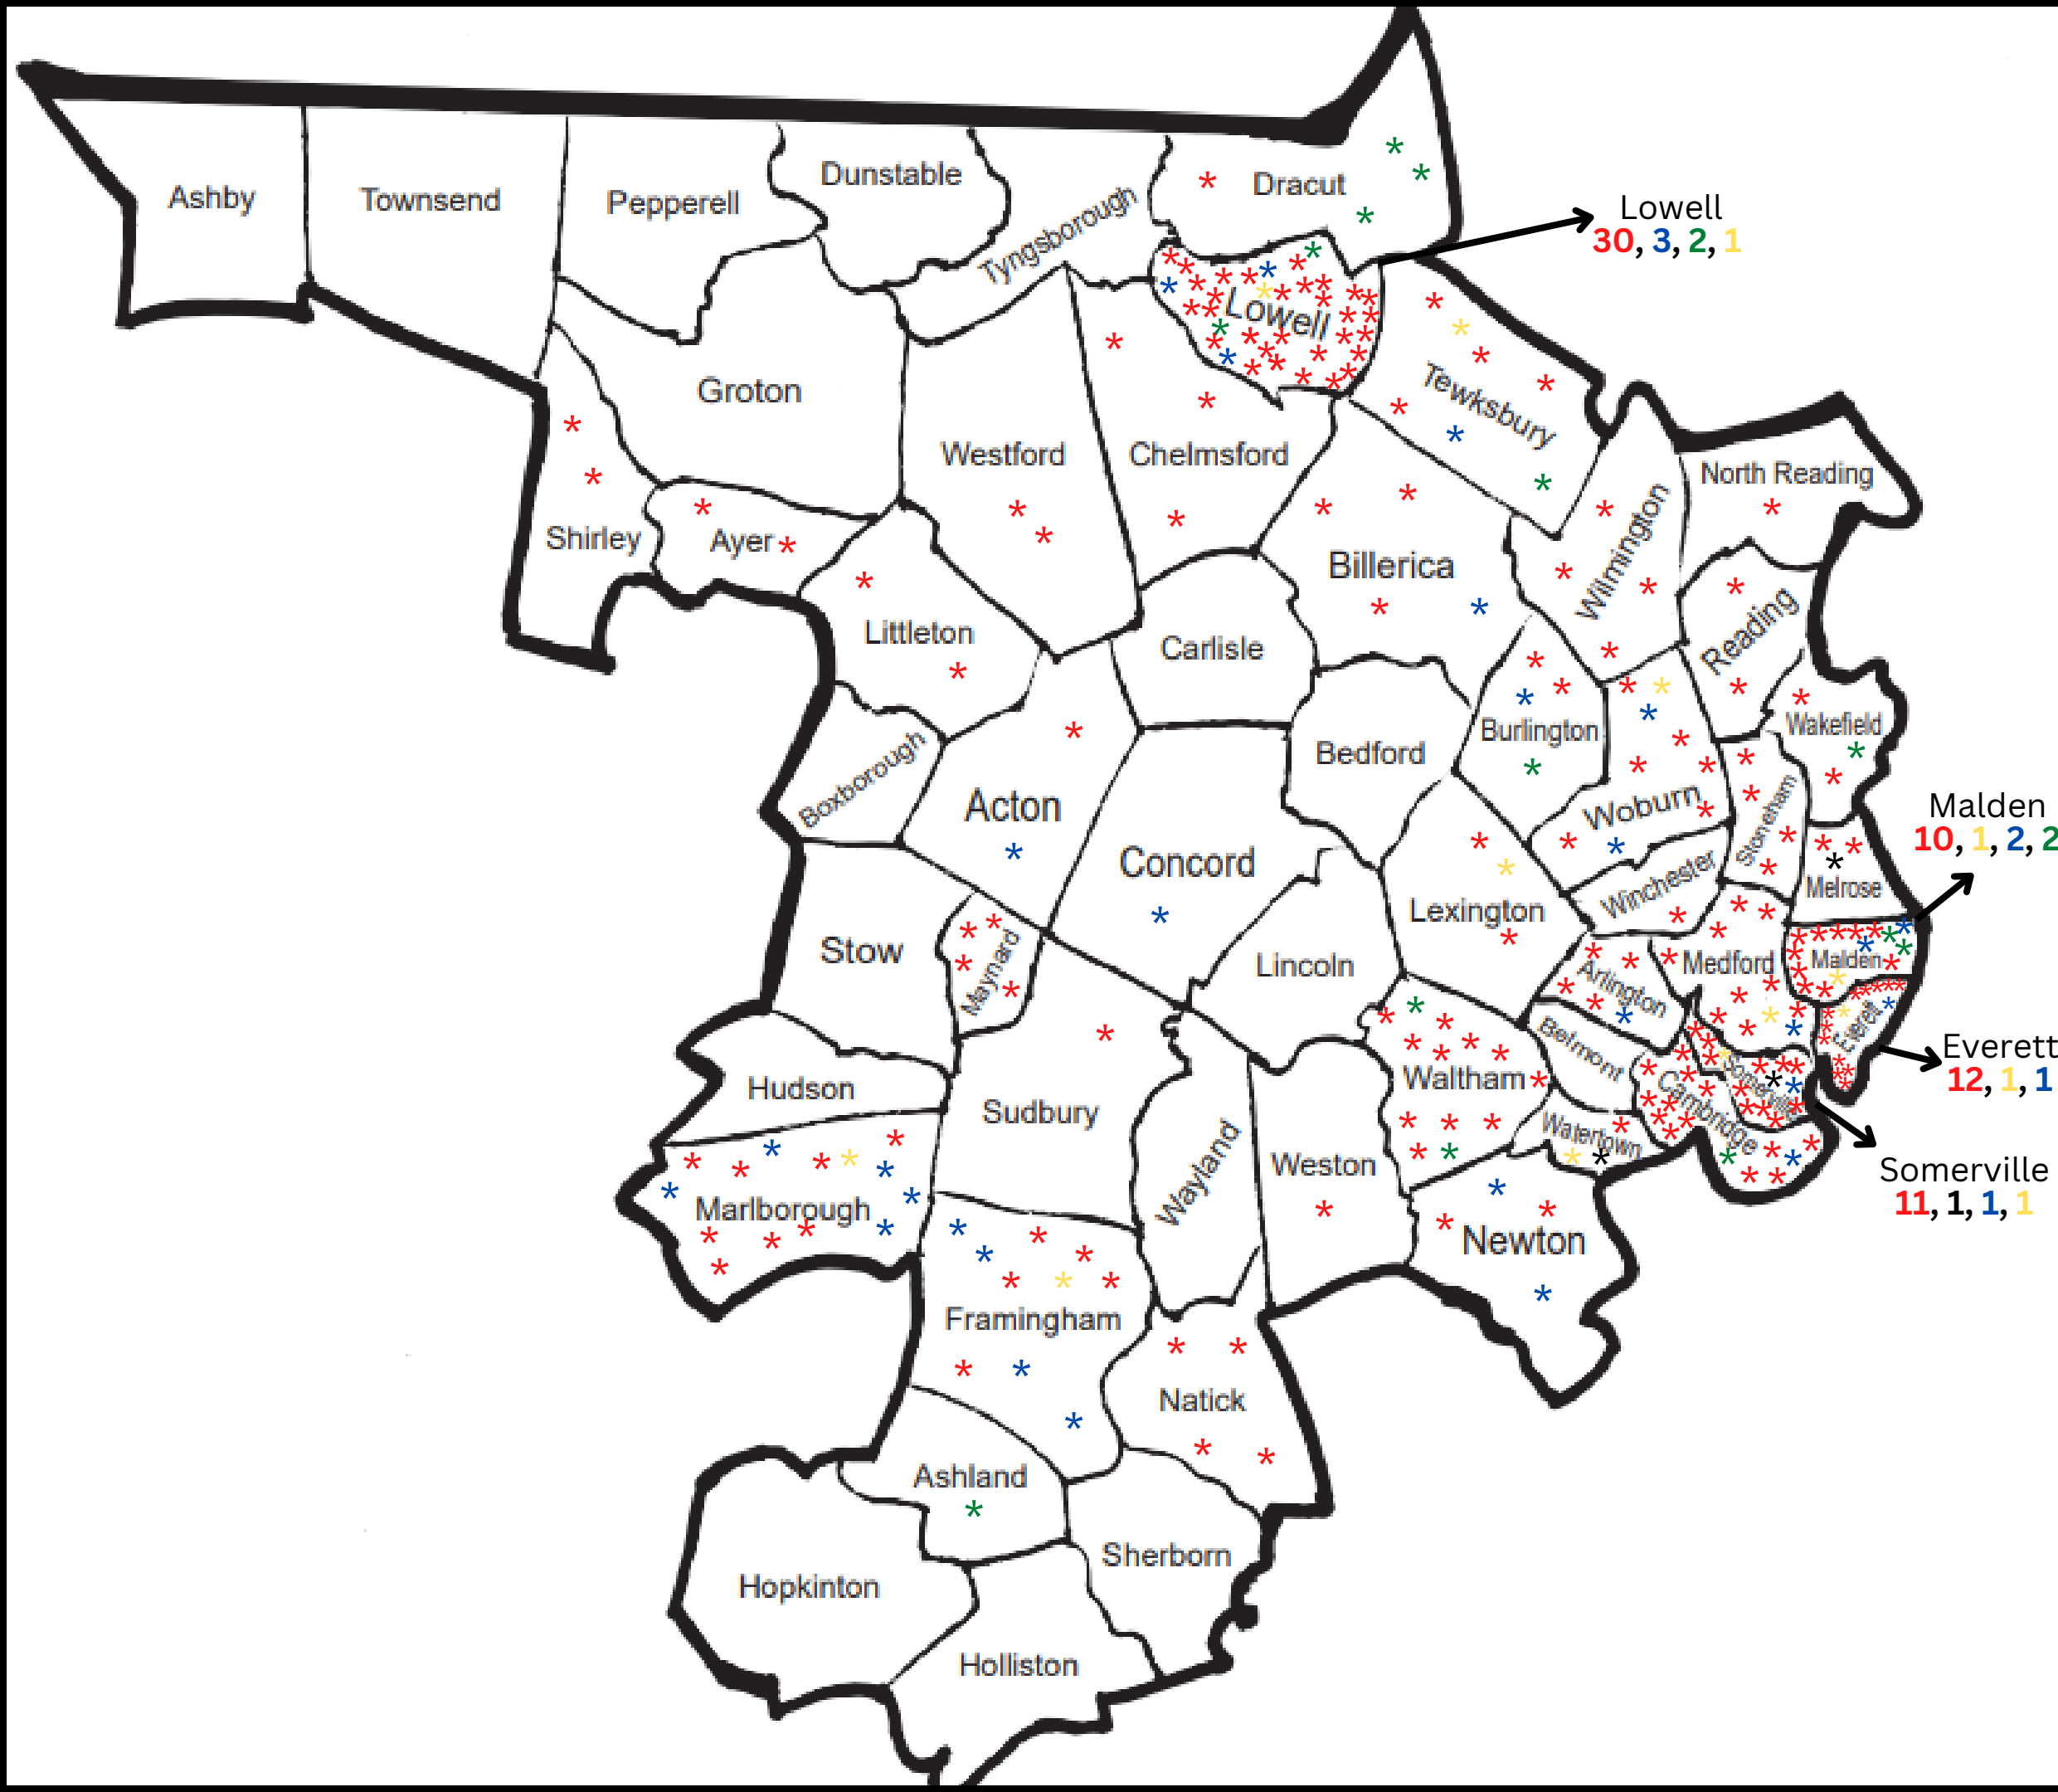 Ashby
Townsend
Pepperell
Dunstable
Tyngsborough
Dracut
Lowell
30, 3, 2, 1
Lowell
Groton
Westford
Chelmsford
Tewksbury
North Reading
Shirley
Ayer
Billerica
Wilmington
Littleton
Carlisle
Reading
Boxborough
Acton
Bedford
Burlington
Wakefield
Woburn
Stoneham
Malden
10, 1, 2, 2
Concord
Winchester
Melrose
Lexington
Stow
Maynard
Lincoln
Arlington
Medford
Malden
Everett
Everett
12, 1, 1
Belmont
Hudson
Sudbury
Waltham
Somerville
Cambridge
Watertown
Wayland
Weston
Somerville
11, 1, 1, 1
Marlborough
Newton
Framingham
Natick
Ashland
Sherborn
Hopkinton
Holliston